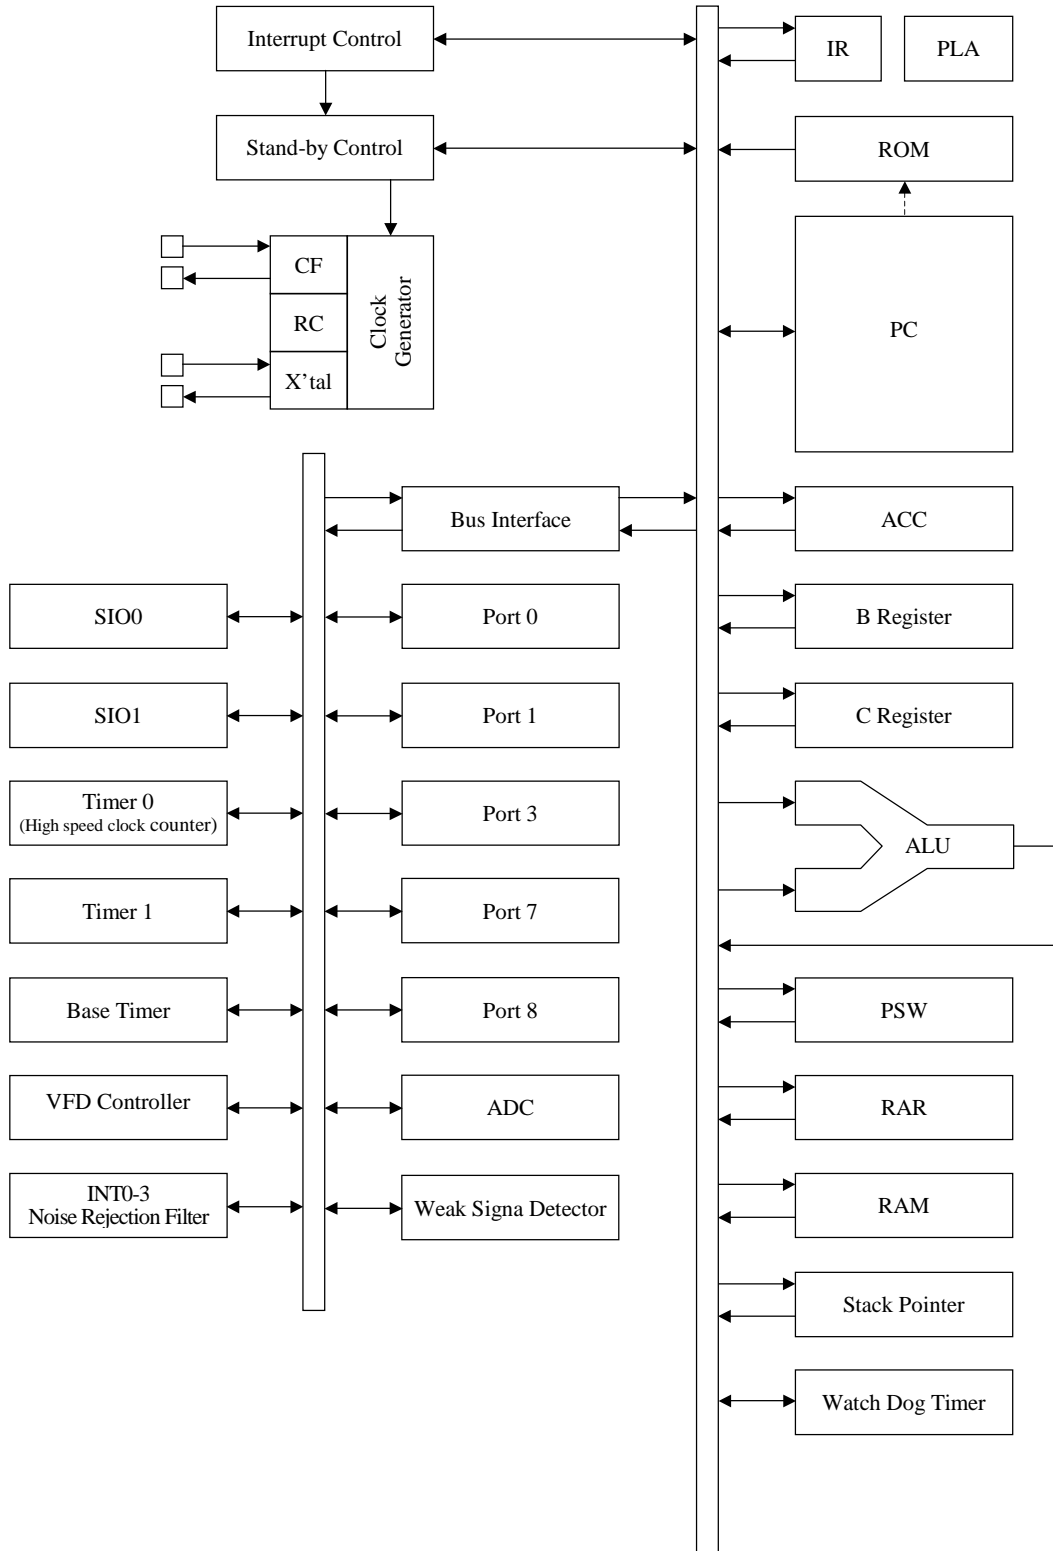 Interrupt Control
IR
PLA
Stand-by Control
ROM
CF
RC
X'tal
Clock
Generator
PC
Bus Interface
ACC
SIO0
Port 0
B Register
SIO1
Port 1
C Register
Timer 0
(High speed clock counter)
Port 3
ALU
Timer 1
Port 7
Base Timer
Port 8
PSW
VFD Controller
ADC
RAR
INT0-3
Noise Rejection Filter
Weak Signa Detector
RAM
Stack Pointer
Watch Dog Timer